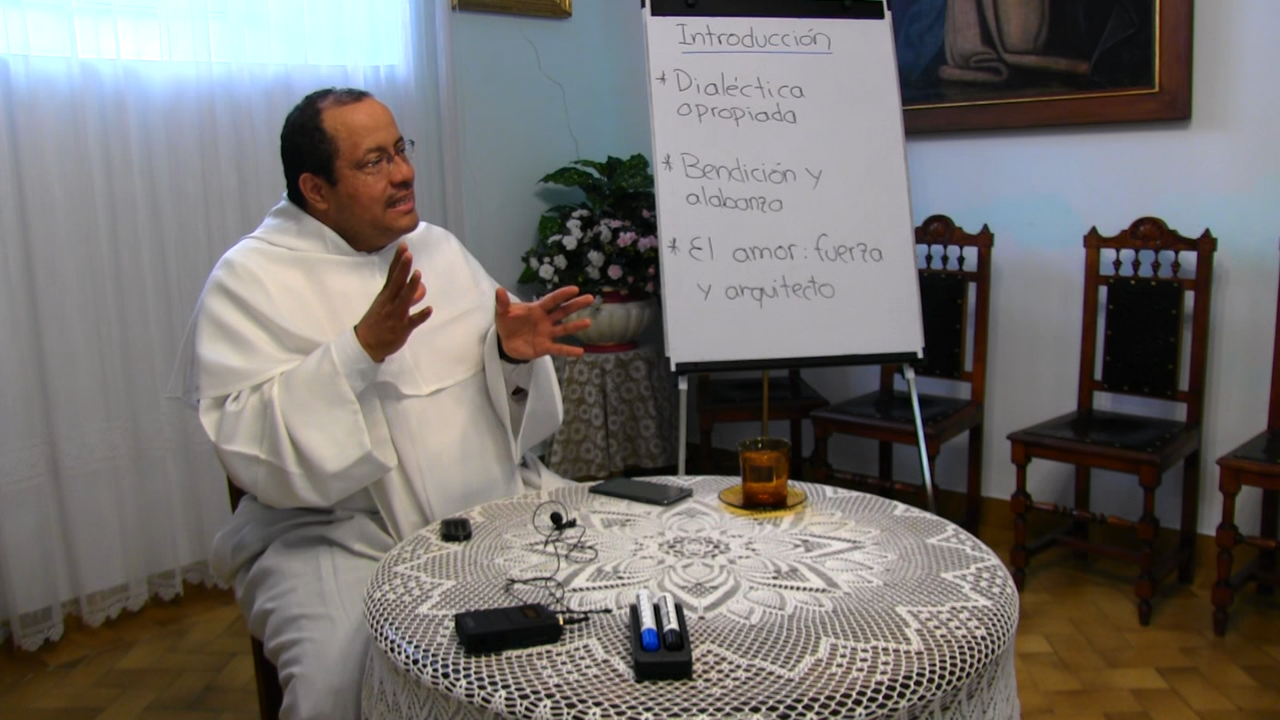 Introducción
* Dialéctica
apropiada
* Bendición y
alabanza
* El amor: fuerza
y arquitecto